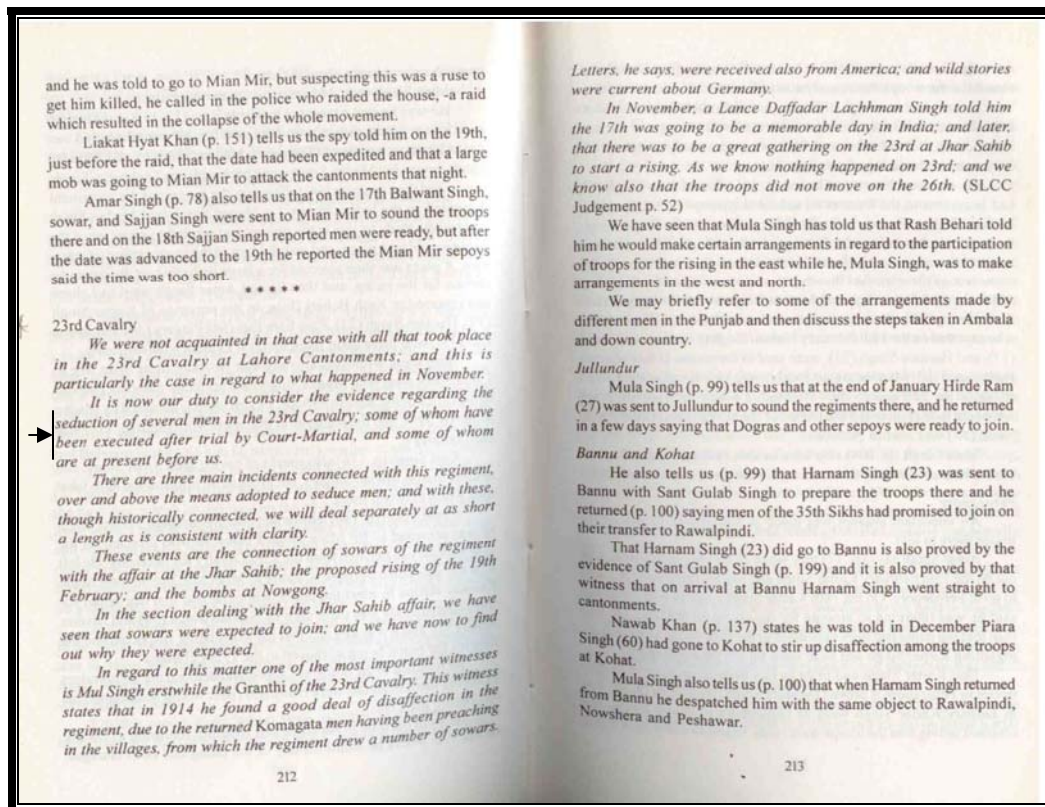 and he was told to go to Mian Mir, but suspecting this was a ruse to
get him killed, he called in the police who raided the house, -a raid
which resulted in the collapse of the whole movement.
Liakat Hyat Khan (p. 151) tells us the spy told him on the 19th,
just before the raid, that the date had been expedited and that a large
mob was going to Mian Mir to attack the cantonments that night.
Amar Singh (p. 78) also tells us that on the 17th Balwant Singh,
sowar, and Sajjan Singh were sent to Mian Mir to sound the troops
there and on the 18th Sajjan Singh reported men were ready, but after
the date was advanced to the 19th he reported the Mian Mir sepoys
said the time was too short.
* * * * *
23rd Cavalry
We were not acquainted in that case with all that took place
in the 23rd Cavalry at Lahore Cantonments; and this is
particularly the case in regard to what happened in November.
It is now our duty to consider the evidence regarding the
seduction of several men in the 23rd Cavalry; some of whom have
been executed after trial by Court-Martial, and some of whom
are at present before us.
There are three main incidents connected with this regiment,
over and above the means adopted to seduce men; and with these,
though historically connected, we will deal separately at as short
a length as is consistent with clarity.
These events are the connection of sowars of the regiment
with the affair at the Jhar Sahib; the proposed rising of the 19th
February; and the bombs at Nowgong.
In the section dealing with the Jhar Sahib affair, we have
seen that sowars were expected to join; and we have now to find
out why they were expected.
In regard to this matter one of the most important witnesses
is Mul Singh erstwhile the Granthi of the 23rd Cavalry. This witness
states that in 1914 he found a good deal of disaffection in the
regiment, due to the returned Komagata men having been preaching
in the villages, from which the regiment drew a number of sowars.
212
Letters, he says, were received also from America; and wild stories
were current about Germany.
In November, a Lance Daffadar Lachhman Singh told him
the 17th was going to be a memorable day in India; and later,
that there was to be a great gathering on the 23rd at Jhar Sahib
to start a rising. As we know nothing happened on 23rd; and we
know also that the troops did not move on the 26th. (SLCC
Judgement p. 52)
We have seen that Mula Singh has told us that Rash Behari told
him he would make certain arrangements in regard to the participation
of troops for the rising in the east while he, Mula Singh, was to make
arrangements in the west and north.
We may briefly refer to some of the arrangements made by
different men in the Punjab and then discuss the steps taken in Ambala
and down country.
Jullundur
Mula Singh (p. 99) tells us that at the end of January Hirde Ram
(27) was sent to Jullundur to sound the regiments there, and he returned
in a few days saying that Dogras and other sepoys were ready to join.
Bannu and Kohat
He also tells us (p. 99) that Harnam Singh (23) was sent to
Bannu with Sant Gulab Singh to prepare the troops there and he
returned (p. 100) saying men of the 35th Sikhs had promised to join on
their transfer to Rawalpindi.
That Harnam Singh (23) did go to Bannu is also proved by the
evidence of Sant Gulab Singh (p. 199) and it is also proved by that
witness that on arrival at Bannu Harnam Singh went straight to
cantonments.
Nawab Khan (p. 137) states he was told in December Piara
Singh (60) had gone to Kohat to stir up disaffection among the troops
at Kohat.
Mula Singh also tells us (p. 100) that when Harnam Singh returned
from Bannu he despatched him with the same object to Rawalpindi,
Nowshera and Peshawar.
213